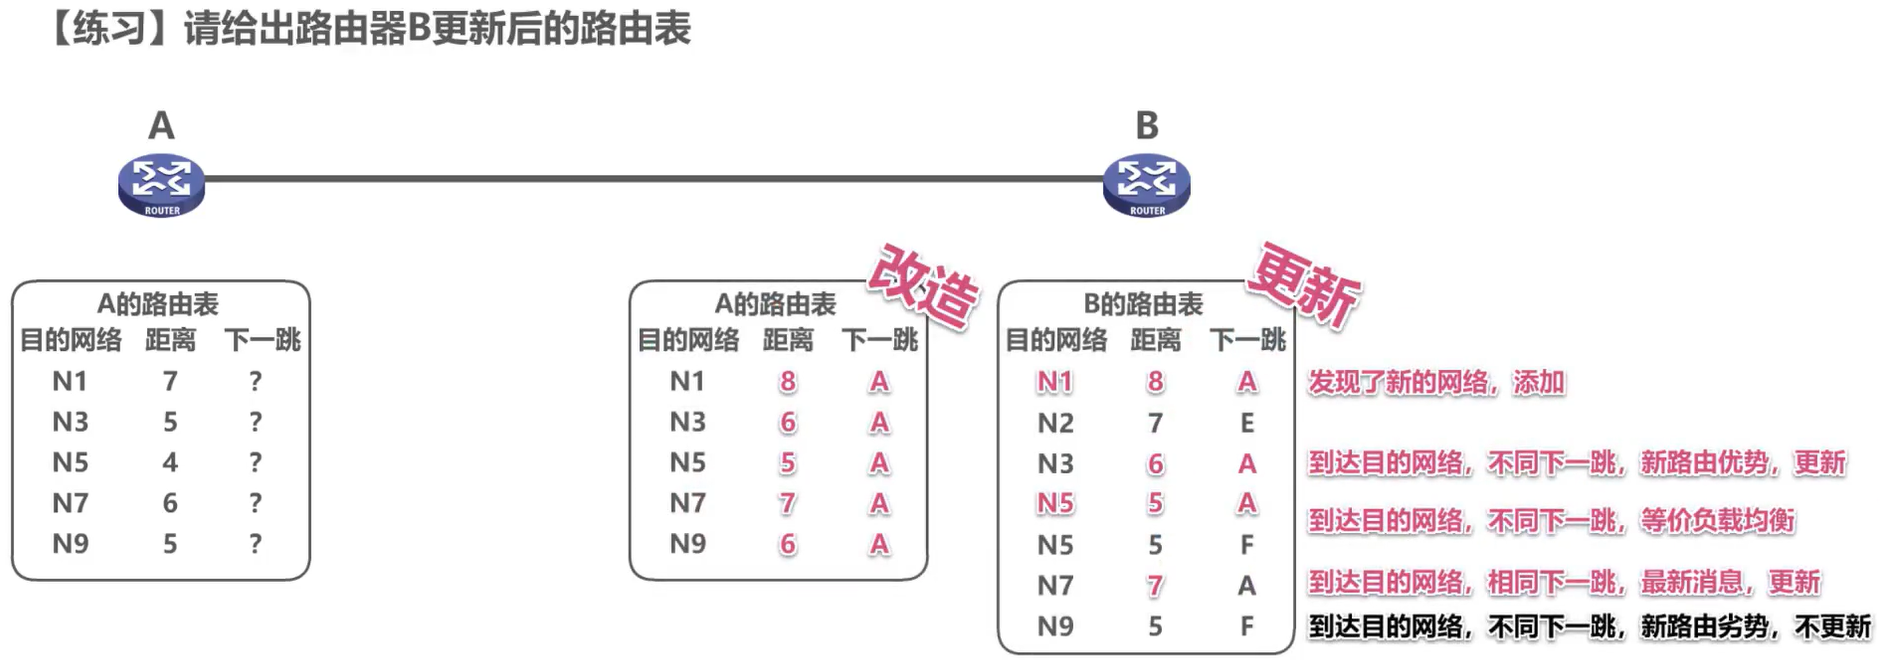 【练习】请给出路由器B更新后的路由表
A
B
ROUTER
ROUTER
改造
更新
A的路由表
目的网络 距离 下一跳
N1 7 ?
N3 5 ?
N5 4 ?
N7 6 ?
N9 5 ?
A的路由表
目的网络 距离 下一跳
N1 8 A
N3 6 A
N5 5 A
N7 7 A
N9 6 A
B的路由表
目的网络 距离 下一跳
N1 8 A 发现了新的网络，添加
N2 7 E
N3 6 A 到达目的网络，不同下一跳，新路由优势，更新
N5 5 A
到达目的网络，不同下一跳，等价负载均衡
N5 5 F
N7 7 A 到达目的网络，相同下一跳，最新消息，更新
N9 5 F 到达目的网络，不同下一跳，新路由劣势，不更新